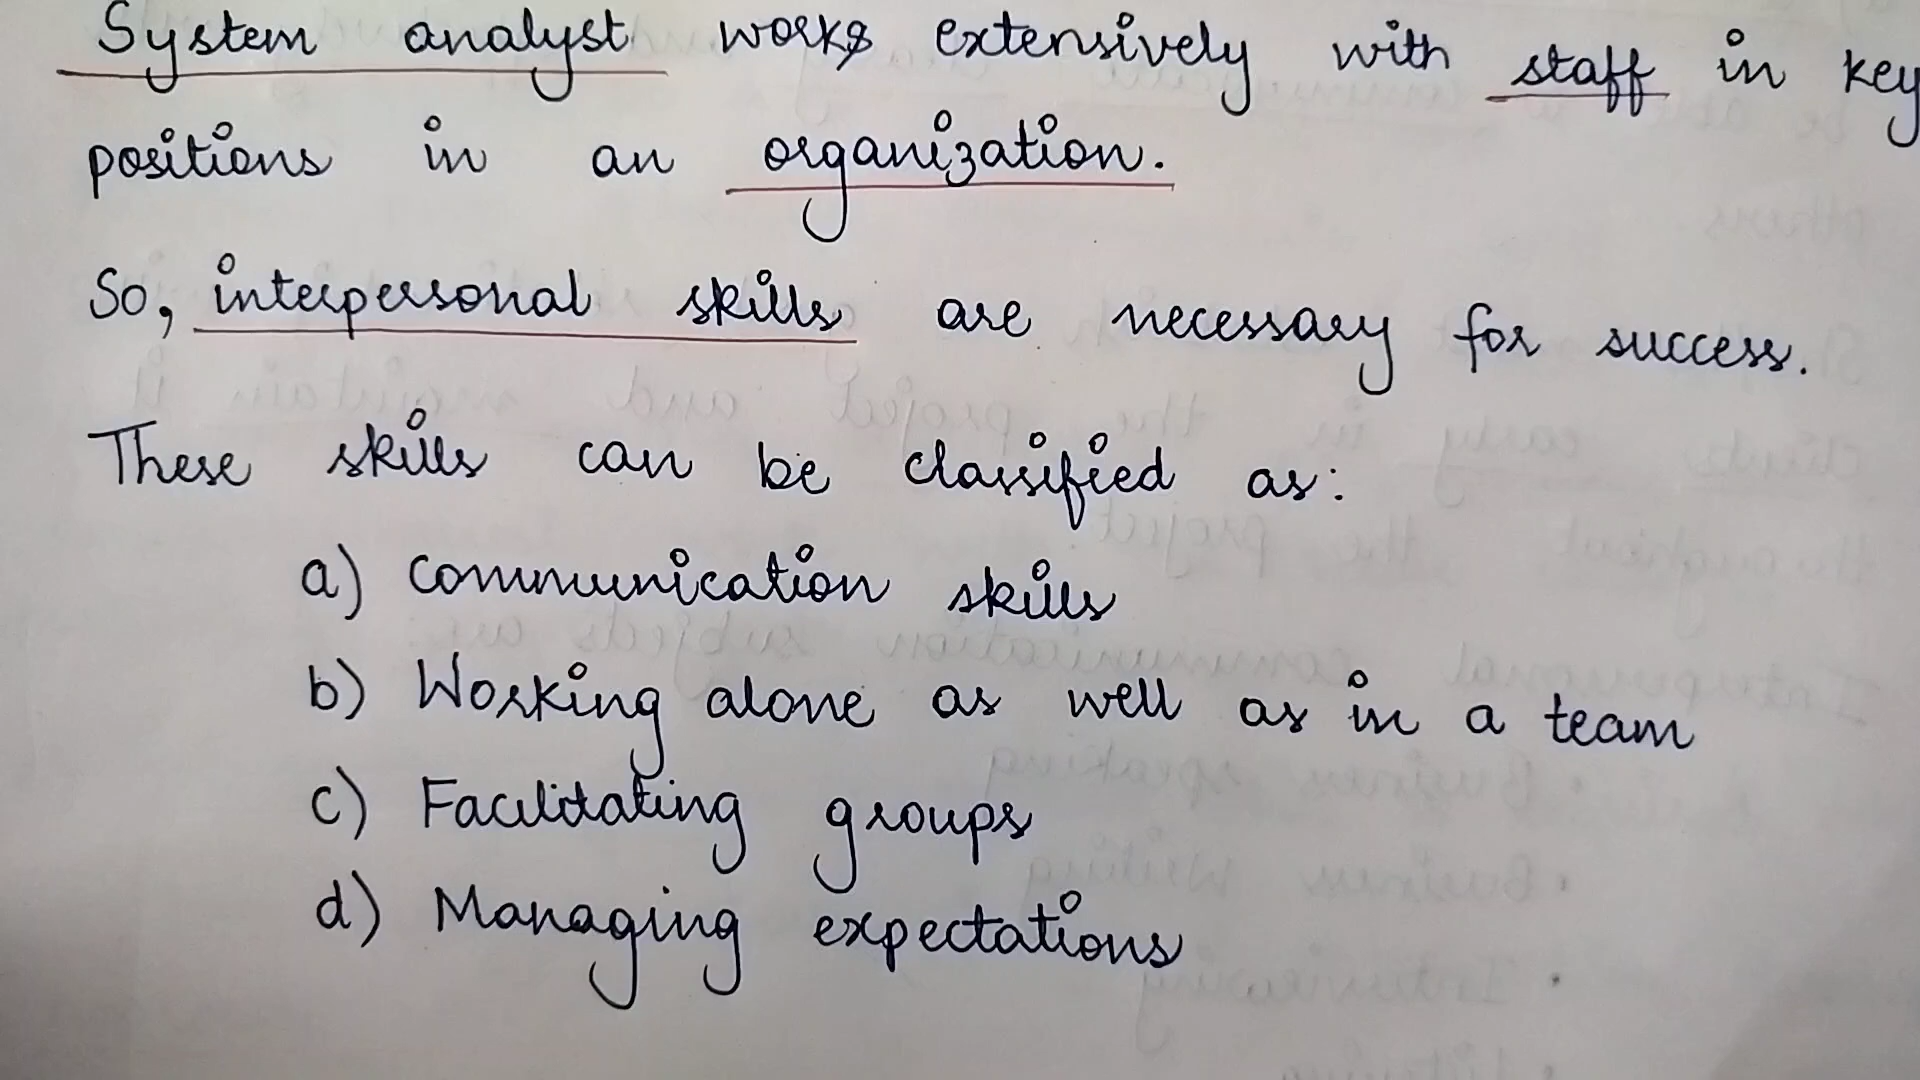 System analyst works extensively with staff in key
positions in an organization.
So, interpersonal skills are necessary for success.
These skills can be classified as:
a) Communication skills
b) Working alone as well as in a team
c) Facilitating groups
d) Managing expectations